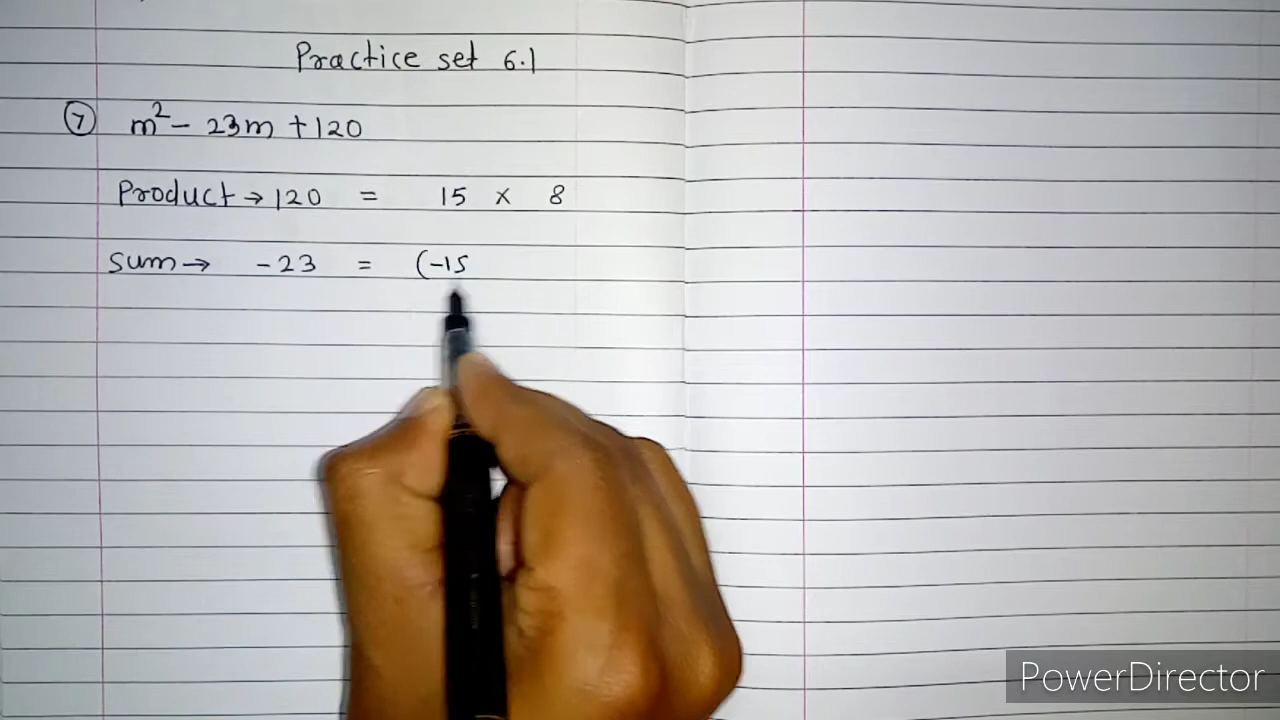 Practice set 6.1
⑦ m² - 23m + 120
Product → 120 = 15 × 8
Sum → -23 = (-15
PowerDirector